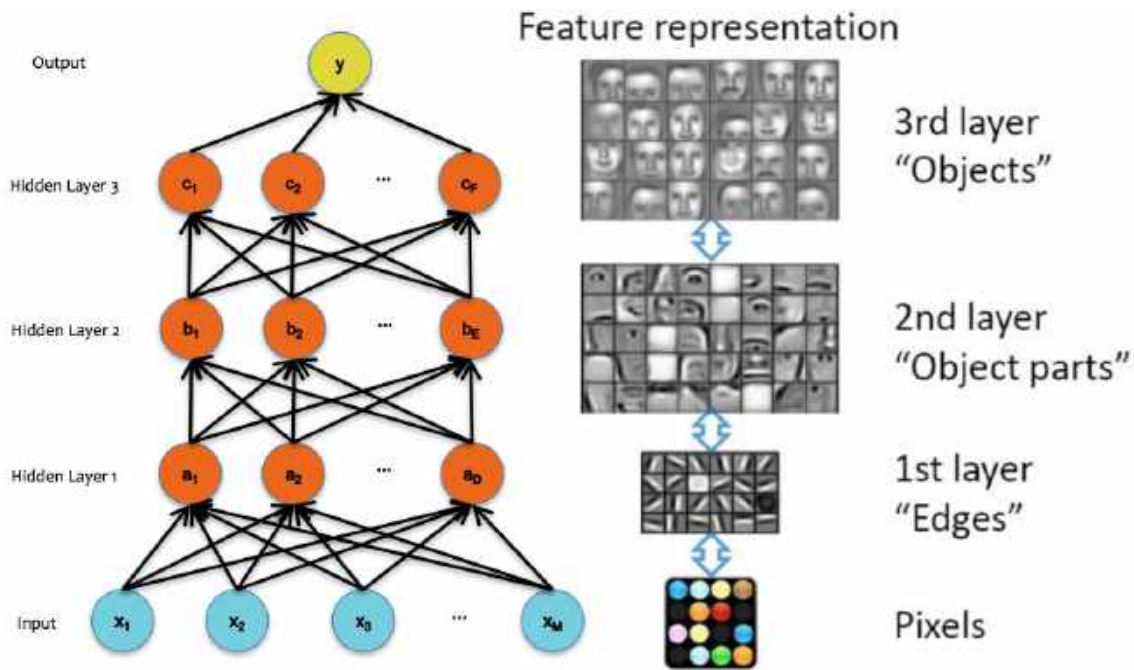 Feature representation
Output
y
3rd layer
"Objects"
Hidden Layer 3
c1 c2 ... cF
Hidden Layer 2
b1 b2 ... bE
2nd layer
"Object parts"
Hidden Layer 1
a1 a2 ... aD
1st layer
"Edges"
Input
x1 x2 x3 ... xM
Pixels